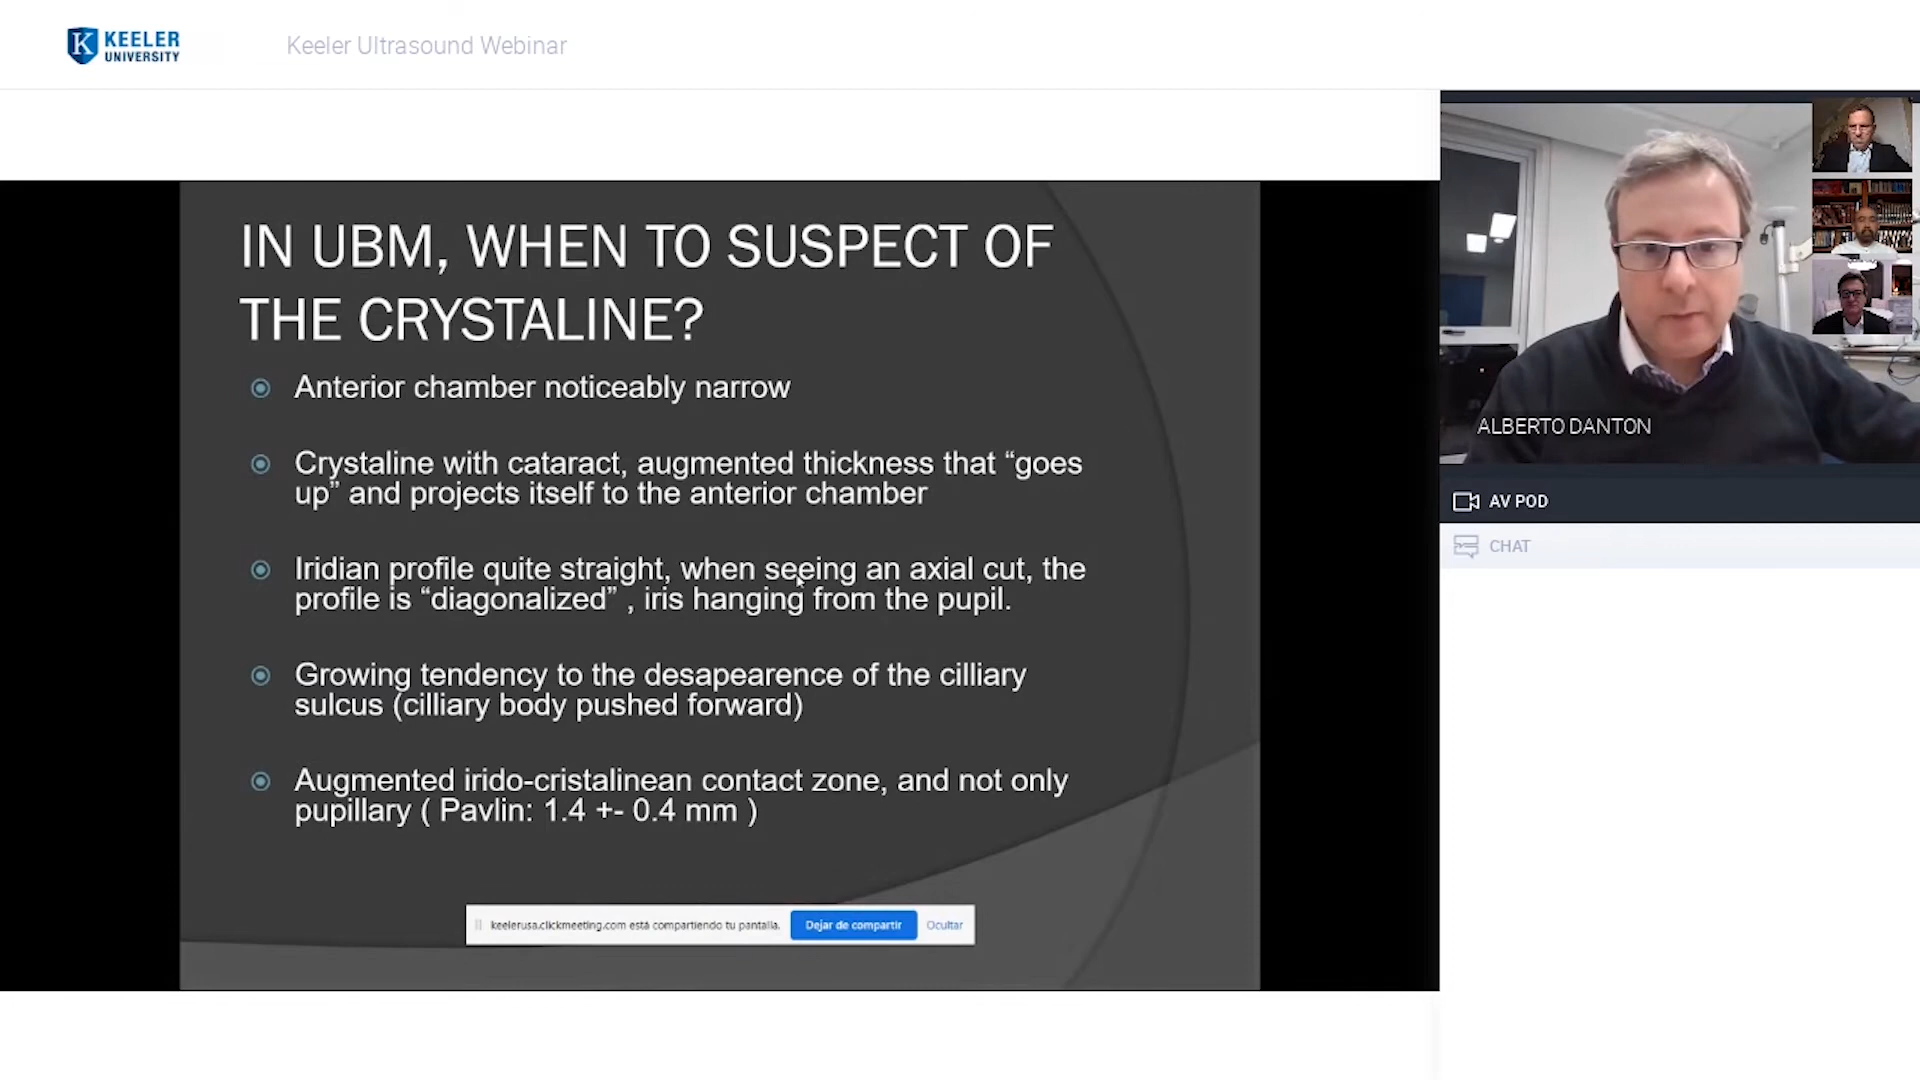 KEELER
UNIVERSITY
Keeler Ultrasound Webinar
IN UBM, WHEN TO SUSPECT OF
THE CRYSTALINE?
Anterior chamber noticeably narrow
Crystaline with cataract, augmented thickness that “goes
up” and projects itself to the anterior chamber
Iridian profile quite straight, when seeing an axial cut, the
profile is “diagonalized” , iris hanging from the pupil.
Growing tendency to the desapearence of the cilliary
sulcus (cilliary body pushed forward)
Augmented irido-cristalinean contact zone, and not only
pupillary ( Pavlin: 1.4 +- 0.4 mm )
keelerusa.clickmeeting.com está compartiendo tu pantalla.
Dejar de compartir
Ocultar
ALBERTO DANTON
AV POD
CHAT